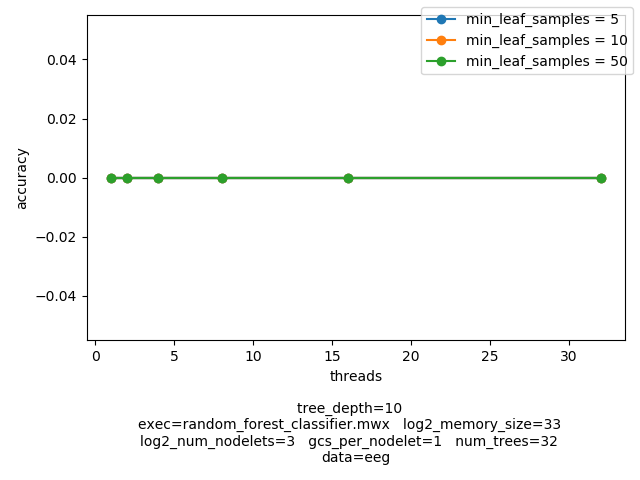 min_leaf_samples = 5
min_leaf_samples = 10
min_leaf_samples = 50
0.04
0.02
0.00
−0.02
−0.04
accuracy
0 5 10 15 20 25 30
threads
tree_depth=10
exec=random_forest_classifier.mwx log2_memory_size=33
log2_num_nodelets=3 gcs_per_nodelet=1 num_trees=32
data=eeg